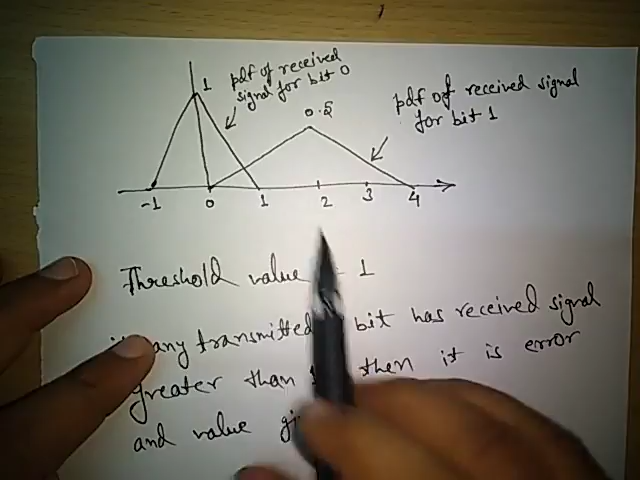 1
pdf of received
signal for bit 0
0.5
pdf of received signal
for bit 1
-1 0 1 2 3 4
Threshold value 1
any transmitted bit has received signal
greater than then it is error
and value